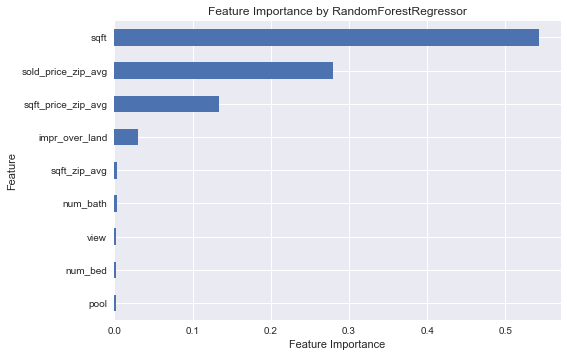 Feature Importance by RandomForestRegressor
sqft
sold_price_zip_avg
sqft_price_zip_avg
impr_over_land
sqft_zip_avg
num_bath
view
num_bed
pool
Feature
0.0 0.1 0.2 0.3 0.4 0.5
Feature Importance